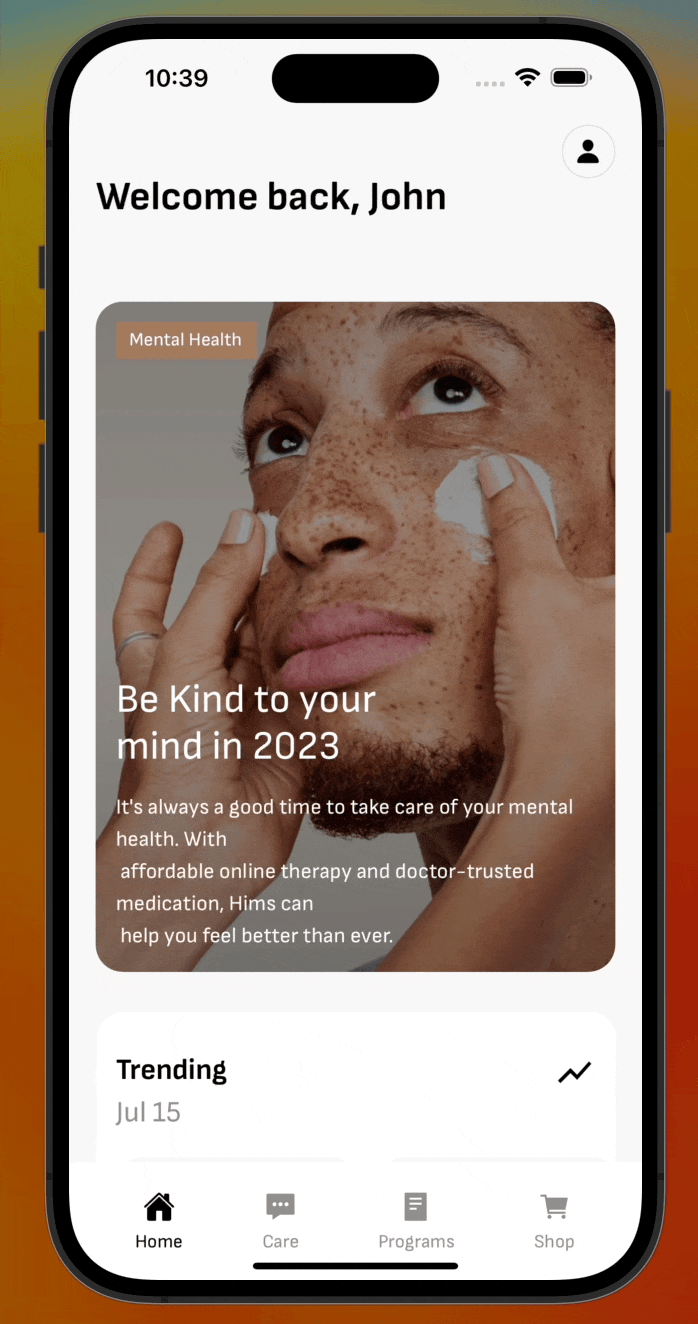 10:39
Welcome back, John
Mental Health
Be Kind to your
mind in 2023
It's always a good time to take care of your mental
health. With
affordable online therapy and doctor-trusted
medication, Hims can
help you feel better than ever.
Trending
Jul 15
Home
Care
Programs
Shop